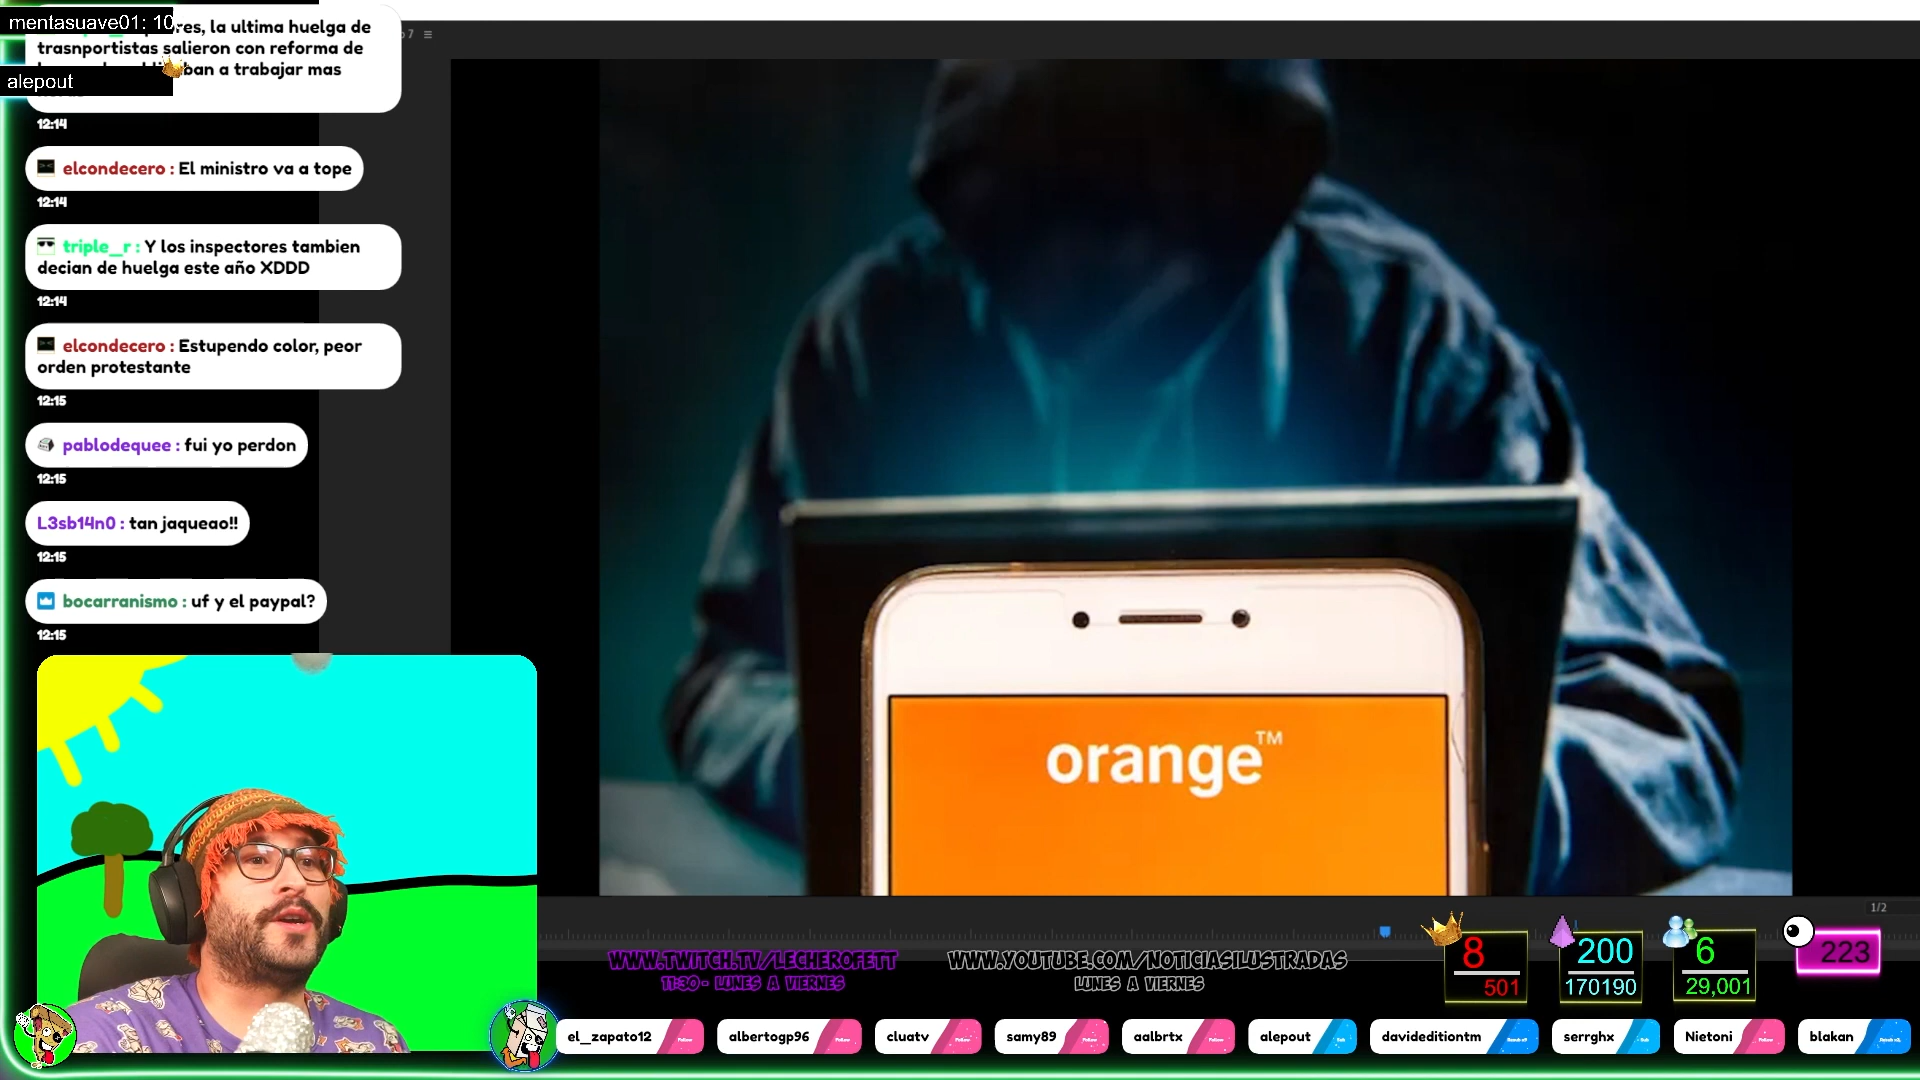 mentasuave01: 10
res, la ultima huelga de
trasnportistas salieron con reforma de
ban a trabajar mas
alepout
12:14
elcondecero : El ministro va a tope
12:14
triple_r : Y los inspectores tambien
decian de huelga este año XDDD
12:14
elcondecero : Estupendo color, peor
orden protestante
12:15
pablodequee : fui yo perdon
12:15
L3sb14n0 : tan jaqueao!!
12:15
bocarranismo : uf y el paypal?
12:15
orange™
1/2
WWW.TWITCH.TV/LECHEROFETT
11:30 - LUNES A VIERNES
WWW.YOUTUBE.COM/NOTICIASILUSTRADAS
LUNES A VIERNES
8
501
200
170190
6
29,001
223
el_zapato12
albertogp96
cluatv
samy89
aalbrtx
alepout
davideditiontm
serrghx
Nietoni
blakan